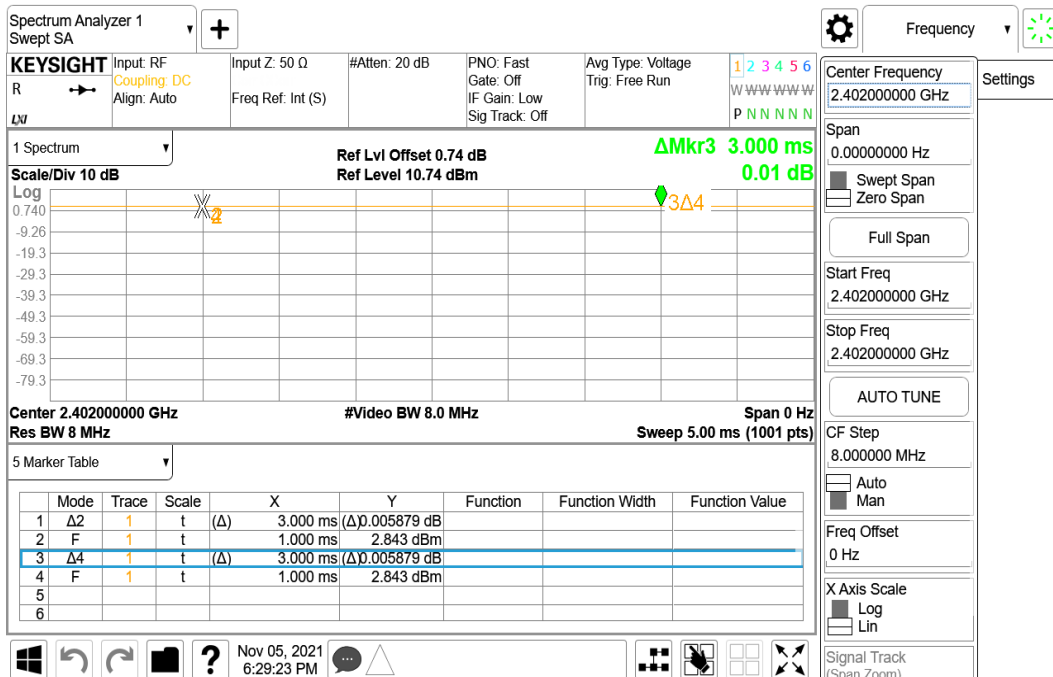 Spectrum Analyzer 1
Swept SA
+
Frequency
KEYSIGHT
R
LXI
Input: RF
Coupling: DC
Align: Auto
Input Z: 50 Ω
Freq Ref: Int (S)
#Atten: 20 dB
PNO: Fast
Gate: Off
IF Gain: Low
Sig Track: Off
Avg Type: Voltage
Trig: Free Run
1 2 3 4 5 6
W W W W W W
P N N N N N
Center Frequency
2.402000000 GHz
Settings
1 Spectrum
Ref Lvl Offset 0.74 dB
ΔMkr3 3.000 ms
Scale/Div 10 dB
Ref Level 10.74 dBm
0.01 dB
Log
0.740
-9.26
-19.3
-29.3
-39.3
-49.3
-59.3
-69.3
-79.3
2
3Δ4
Center 2.402000000 GHz
#Video BW 8.0 MHz
Span 0 Hz
Res BW 8 MHz
Sweep 5.00 ms (1001 pts)
Span
0.00000000 Hz
Swept Span
Zero Span
Full Span
Start Freq
2.402000000 GHz
Stop Freq
2.402000000 GHz
AUTO TUNE
CF Step
8.000000 MHz
Auto
Man
Freq Offset
0 Hz
X Axis Scale
Log
Lin
Signal Track
(Span Zoom)
5 Marker Table
Mode Trace Scale X Y Function Function Width Function Value
1 Δ2 1 t (Δ) 3.000 ms (Δ)0.005879 dB
2 F 1 t 1.000 ms 2.843 dBm
3 Δ4 1 t (Δ) 3.000 ms (Δ)0.005879 dB
4 F 1 t 1.000 ms 2.843 dBm
5
6
?
Nov 05, 2021
6:29:23 PM